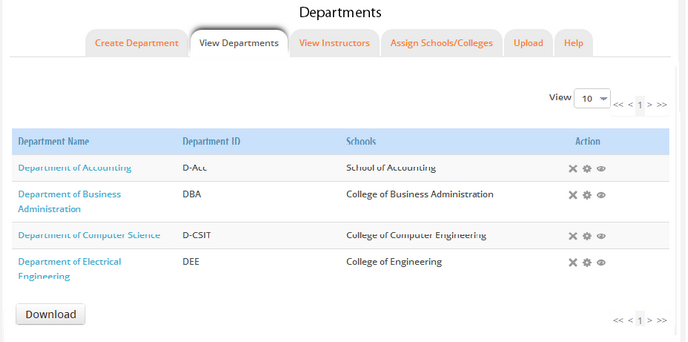 Departments
Create Department View Departments View Instructors Assign Schools/Colleges Upload Help
View 10 << < 1 > >>
Department Name Department ID Schools Action
Department of Accounting D-Acc School of Accounting
Department of Business DBA College of Business Administration
Administration
Department of Computer Science D-CSIT College of Computer Engineering
Department of Electrical DEE College of Engineering
Engineering
Download << < 1 > >>